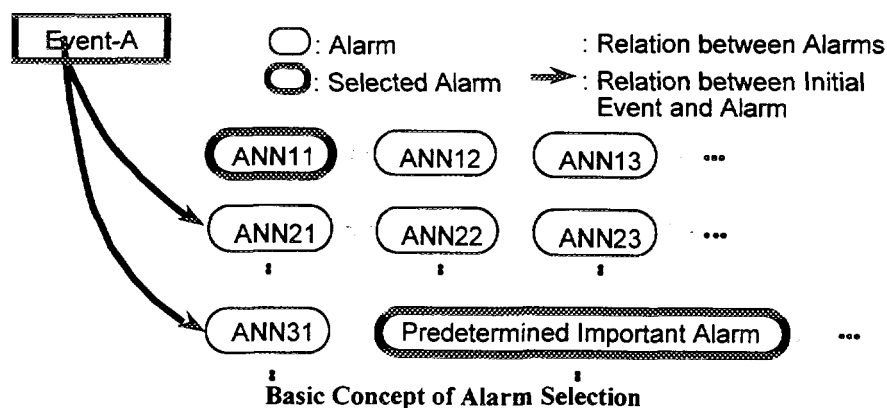 Event-A
: Alarm
: Selected Alarm
: Relation between Alarms
: Relation between Initial
Event and Alarm
ANN11 ANN12 ANN13 ...
ANN21 ANN22 ANN23 ...
ANN31 Predetermined Important Alarm ...
Basic Concept of Alarm Selection